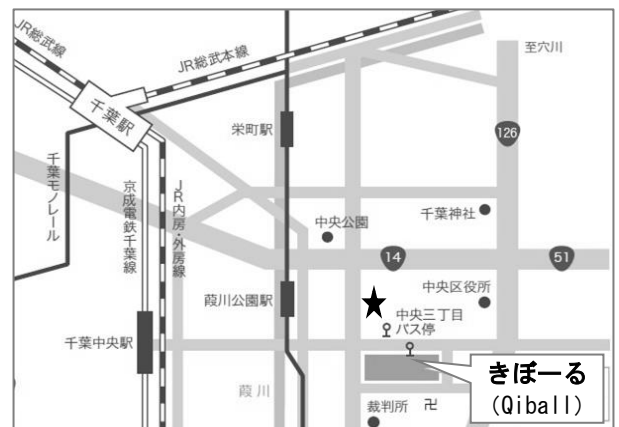 JR総武線
JR総武本線
至穴川
千葉駅
栄町駅
126
千葉モノレール
京成電鉄千葉線
JR内房・外房線
中央公園
千葉神社
14
51
葭川公園駅
中央区役所
中央三丁目
バス停
千葉中央駅
きぼーる
(Qiball)
葭川
裁判所
卍